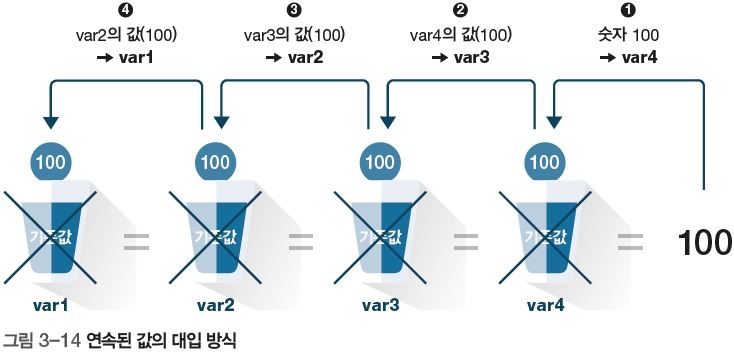 ❹ ❸ ❷ ❶
var2의 값(100) var3의 값(100) var4의 값(100) 숫자 100
→ var1 → var2 → var3 → var4
100 100 100 100
기존값 = 기존값 = 기존값 = 기존값 = 100
var1 var2 var3 var4
그림 3-14 연속된 값의 대입 방식